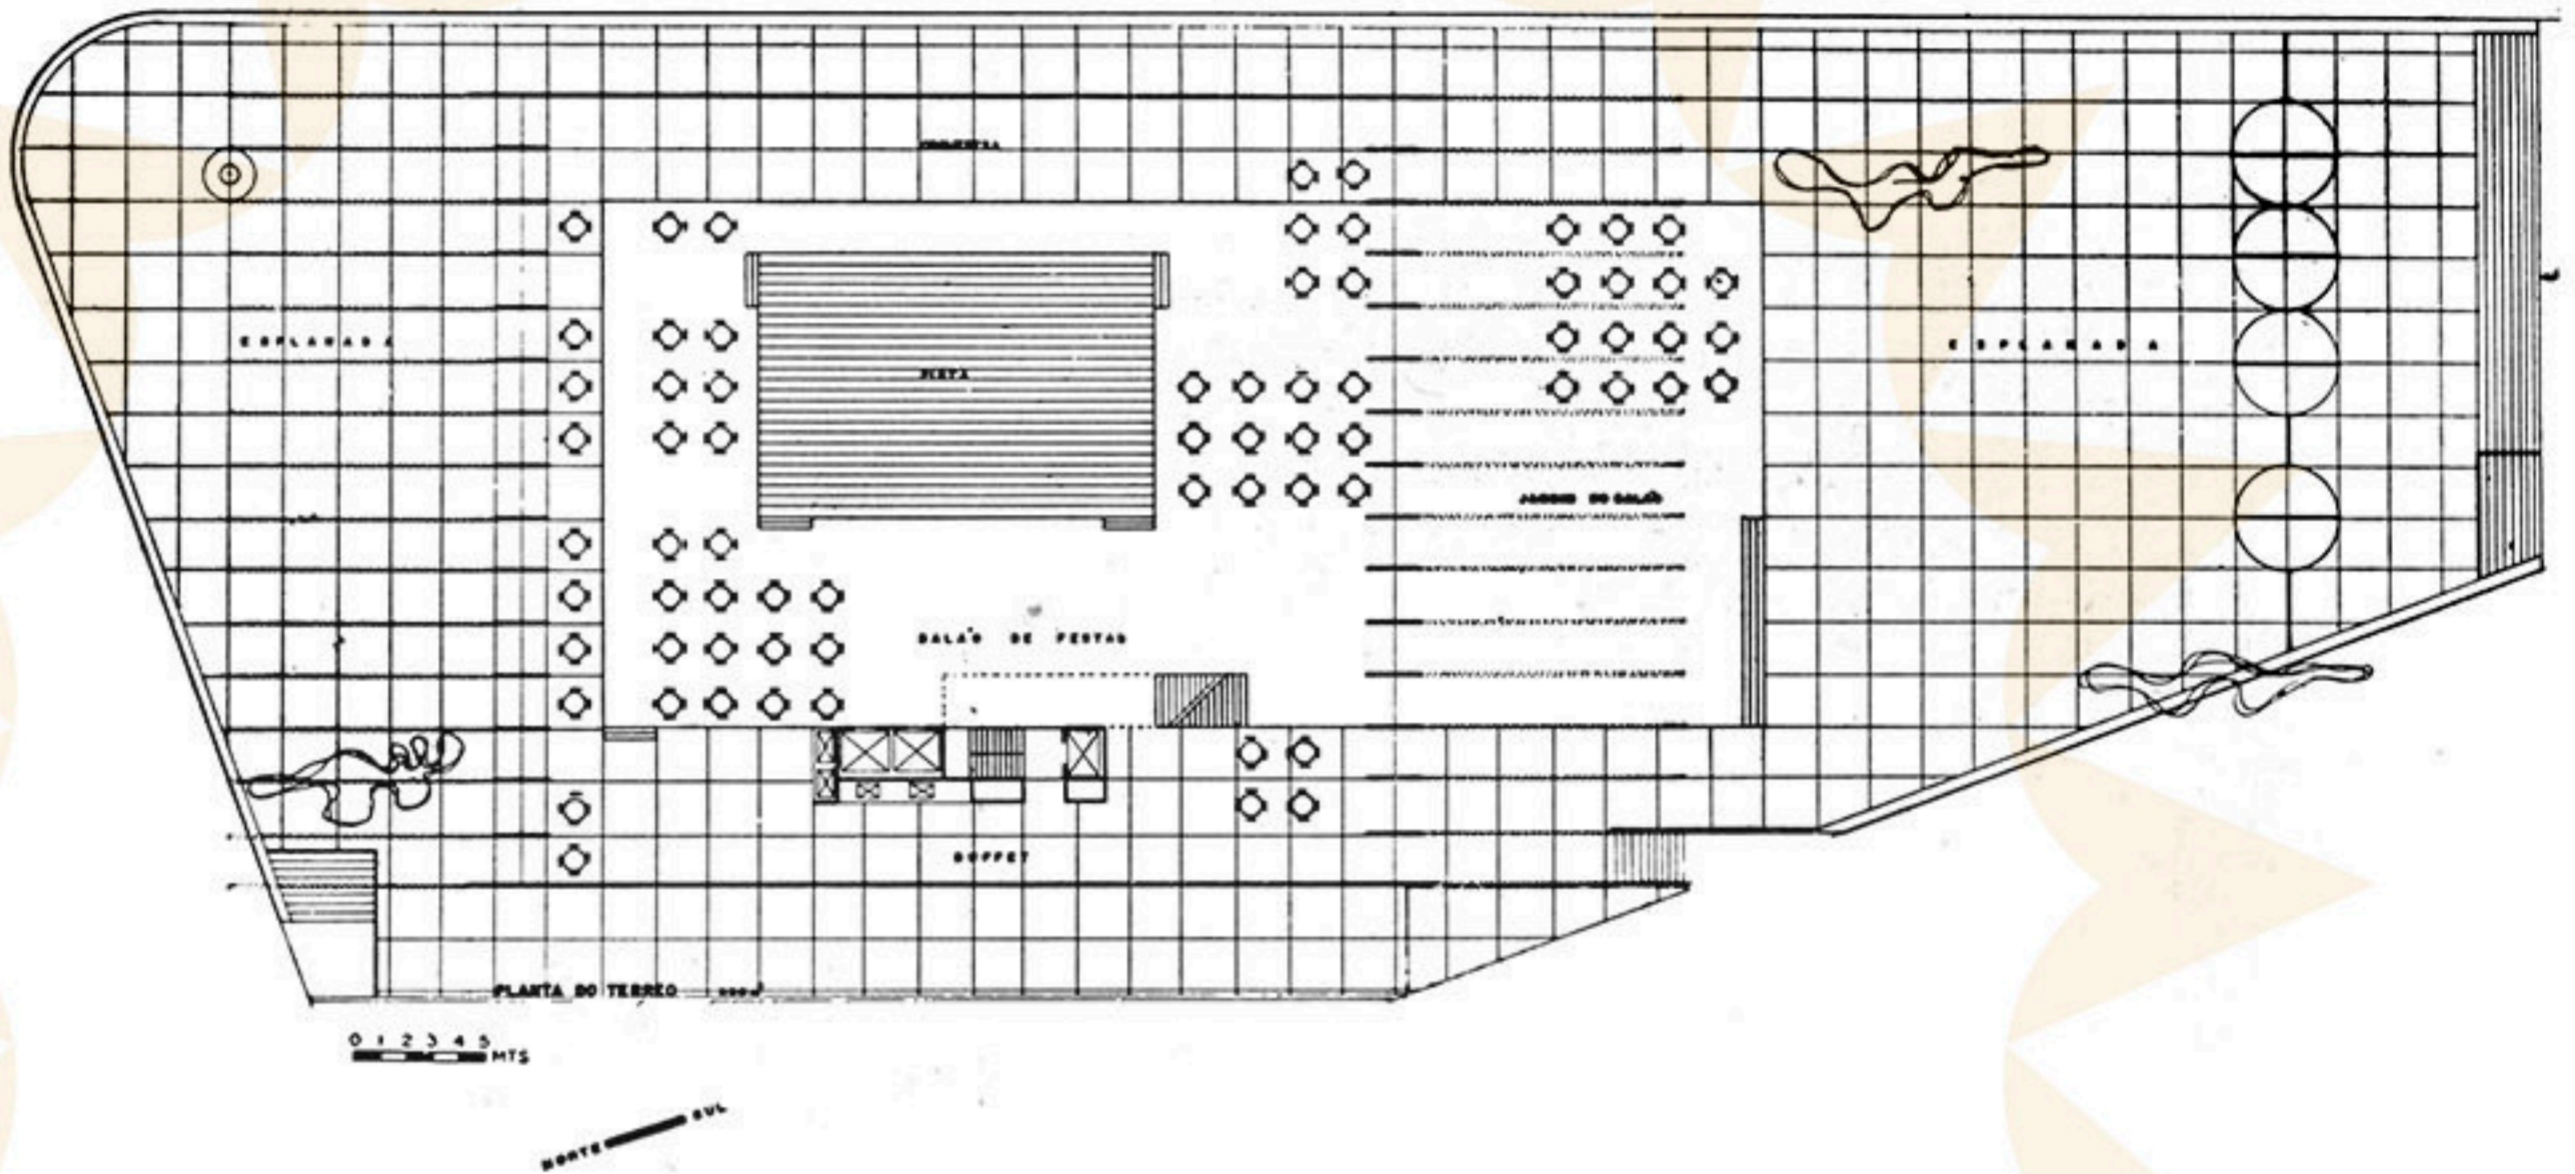 ORQUESTRA
ESPLANADA
ESPLANADA
PISTA
JARDIM DO SALÃO
SALÃO DE FESTAS
BUFFET
PLANTA DO TERREO
0 1 2 3 4 5
MTS
NORTE SUL